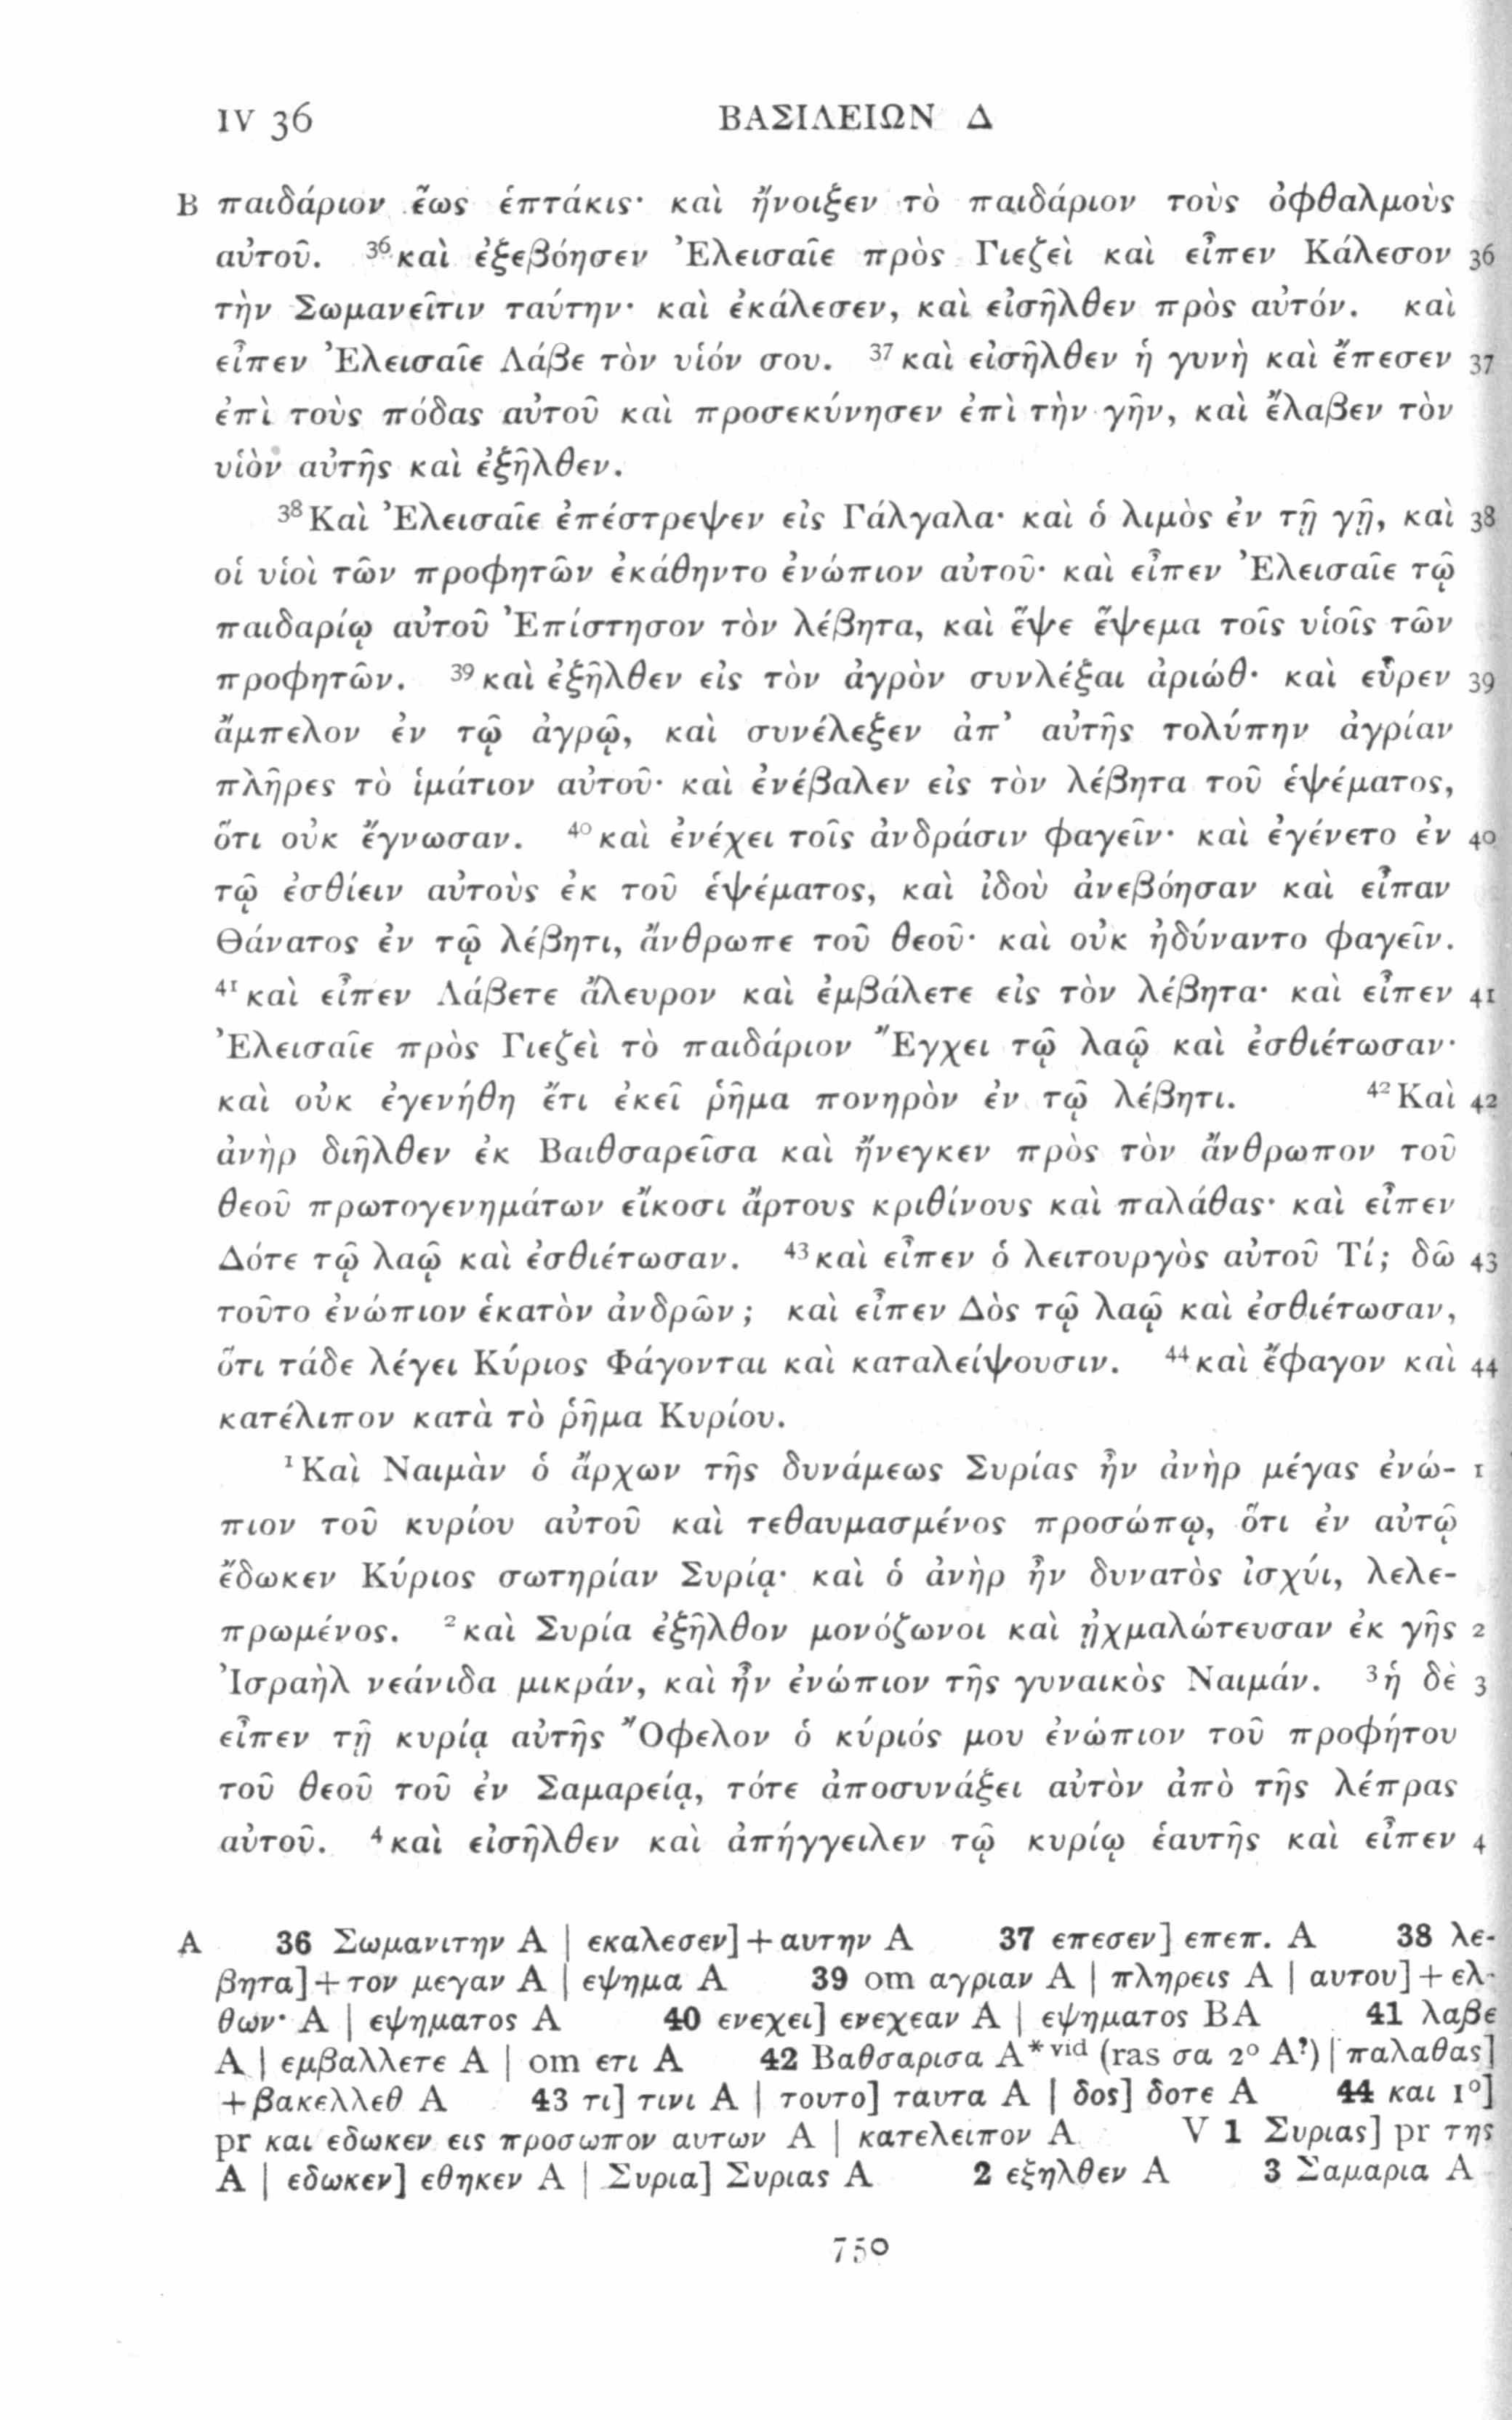 IV 36 ΒΑΣΙΛΕΙΩΝ Δ
B παιδάριον ἕως ἑπτάκις· καὶ ἤνοιξεν τὸ παιδάριον τοὺς ὀφθαλμοὺς
αὐτοῦ. ³⁶καὶ ἐξεβόησεν Ἐλεισαῖε πρὸς Γιεζεὶ καὶ εἶπεν Κάλεσον 36
τὴν Σωμανεῖτιν ταύτην· καὶ ἐκάλεσεν, καὶ εἰσῆλθεν πρὸς αὐτόν. καὶ
εἶπεν Ἐλεισαῖε Λάβε τὸν υἱόν σου. ³⁷καὶ εἰσῆλθεν ἡ γυνὴ καὶ ἔπεσεν 37
ἐπὶ τοὺς πόδας αὐτοῦ καὶ προσεκύνησεν ἐπὶ τὴν γῆν, καὶ ἔλαβεν τὸν
υἱὸν αὐτῆς καὶ ἐξῆλθεν.
³⁸Καὶ Ἐλεισαῖε ἐπέστρεψεν εἰς Γάλγαλα· καὶ ὁ λιμὸς ἐν τῇ γῇ, καὶ 38
οἱ υἱοὶ τῶν προφητῶν ἐκάθηντο ἐνώπιον αὐτοῦ· καὶ εἶπεν Ἐλεισαῖε τῷ
παιδαρίῳ αὐτοῦ Ἐπίστησον τὸν λέβητα, καὶ ἕψε ἕψεμα τοῖς υἱοῖς τῶν
προφητῶν. ³⁹καὶ ἐξῆλθεν εἰς τὸν ἀγρὸν συνλέξαι ἀριώθ· καὶ εὗρεν 39
ἄμπελον ἐν τῷ ἀγρῷ, καὶ συνέλεξεν ἀπ’ αὐτῆς τολύπην ἀγρίαν
πλῆρες τὸ ἱμάτιον αὐτοῦ· καὶ ἐνέβαλεν εἰς τὸν λέβητα τοῦ ἑψέματος,
ὅτι οὐκ ἔγνωσαν. ⁴⁰καὶ ἐνέχει τοῖς ἀνδράσιν φαγεῖν· καὶ ἐγένετο ἐν 40
τῷ ἐσθίειν αὐτοὺς ἐκ τοῦ ἑψέματος, καὶ ἰδοὺ ἀνεβόησαν καὶ εἶπαν
Θάνατος ἐν τῷ λέβητι, ἄνθρωπε τοῦ θεοῦ· καὶ οὐκ ἠδύναντο φαγεῖν.
⁴¹καὶ εἶπεν Λάβετε ἄλευρον καὶ ἐμβάλετε εἰς τὸν λέβητα· καὶ εἶπεν 41
Ἐλεισαῖε πρὸς Γιεζεὶ τὸ παιδάριον Ἔγχει τῷ λαῷ καὶ ἐσθιέτωσαν·
καὶ οὐκ ἐγενήθη ἔτι ἐκεῖ ῥῆμα πονηρὸν ἐν τῷ λέβητι. ⁴²Καὶ 42
ἀνὴρ διῆλθεν ἐκ Βαιθσαρεῖσα καὶ ἤνεγκεν πρὸς τὸν ἄνθρωπον τοῦ
θεοῦ πρωτογενημάτων εἴκοσι ἄρτους κριθίνους καὶ παλάθας· καὶ εἶπεν
Δότε τῷ λαῷ καὶ ἐσθιέτωσαν. ⁴³καὶ εἶπεν ὁ λειτουργὸς αὐτοῦ Τί; δῶ 43
τοῦτο ἐνώπιον ἑκατὸν ἀνδρῶν; καὶ εἶπεν Δὸς τῷ λαῷ καὶ ἐσθιέτωσαν,
ὅτι τάδε λέγει Κύριος Φάγονται καὶ καταλείψουσιν. ⁴⁴καὶ ἔφαγον καὶ 44
κατέλιπον κατὰ τὸ ῥῆμα Κυρίου.
¹Καὶ Ναιμὰν ὁ ἄρχων τῆς δυνάμεως Συρίας ἦν ἀνὴρ μέγας ἐνώ- 1
πιον τοῦ κυρίου αὐτοῦ καὶ τεθαυμασμένος προσώπῳ, ὅτι ἐν αὐτῷ
ἔδωκεν Κύριος σωτηρίαν Συρίᾳ· καὶ ὁ ἀνὴρ ἦν δυνατὸς ἰσχύι, λελε-
πρωμένος. ²καὶ Συρία ἐξῆλθον μονόζωνοι καὶ ᾐχμαλώτευσαν ἐκ γῆς 2
Ἰσραὴλ νεάνιδα μικράν, καὶ ἦν ἐνώπιον τῆς γυναικὸς Ναιμάν. ³ἡ δὲ 3
εἶπεν τῇ κυρίᾳ αὐτῆς Ὄφελον ὁ κύριός μου ἐνώπιον τοῦ προφήτου
τοῦ θεοῦ τοῦ ἐν Σαμαρείᾳ, τότε ἀποσυνάξει αὐτὸν ἀπὸ τῆς λέπρας
αὐτοῦ. ⁴καὶ εἰσῆλθεν καὶ ἀπήγγειλεν τῷ κυρίῳ ἑαυτῆς καὶ εἶπεν 4
A 36 Σωμανιτην A | εκαλεσεν]+αυτην A 37 επεσεν] επεπ. A 38 λε-
βητα]+τον μεγαν A | εψημα A 39 om αγριαν A | πληρεις A | αυτου]+ελ-
θων· A | εψηματος A 40 ενεχει] ενεχεαν A | εψηματος BA 41 λαβε
A | εμβαλλετε A | om ετι A 42 Βαθσαρισα A*ᵛⁱᵈ (ras σα 2º A?) | παλαθας]
+βακελλεθ A 43 τι] τινι A | τουτο] ταυτα A | δος] δοτε A 44 και 1º]
pr και εδωκεν εις προσωπον αυτων A | κατελειπον A V 1 Συριας] pr της
A | εδωκεν] εθηκεν A | Συρια] Συριας A 2 εξηλθεν A 3 Σαμαρια A
750